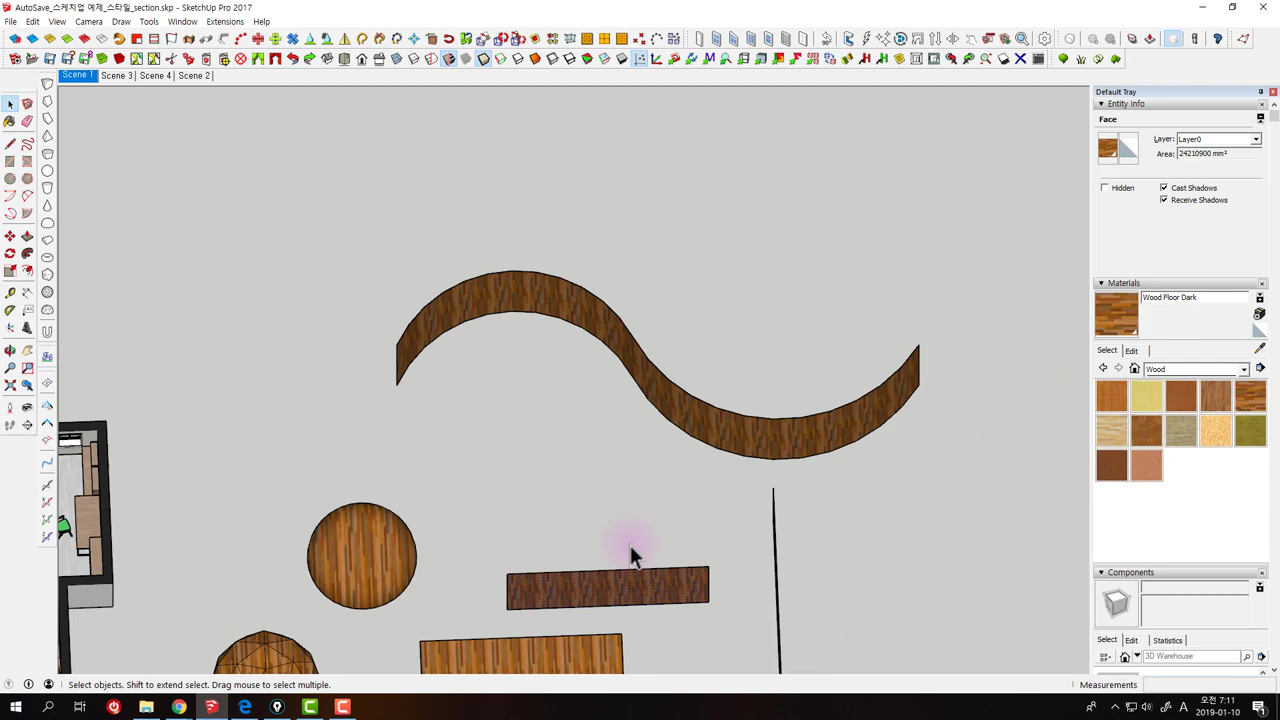 AutoSave_스케치업 예제_스타일_section.skp - SketchUp Pro 2017
File Edit View Camera Draw Tools Window Extensions Help
Scene 1 Scene 3 Scene 4 Scene 2
Default Tray
Entity Info
Face
Layer: Layer0
Area: 24210900 mm²
Hidden Cast Shadows
Receive Shadows
Materials
Wood Floor Dark
Select Edit
Wood
Components
Select Edit Statistics
3D Warehouse
Select objects. Shift to extend select. Drag mouse to select multiple.
Measurements
A 오전 7:11
2019-01-10